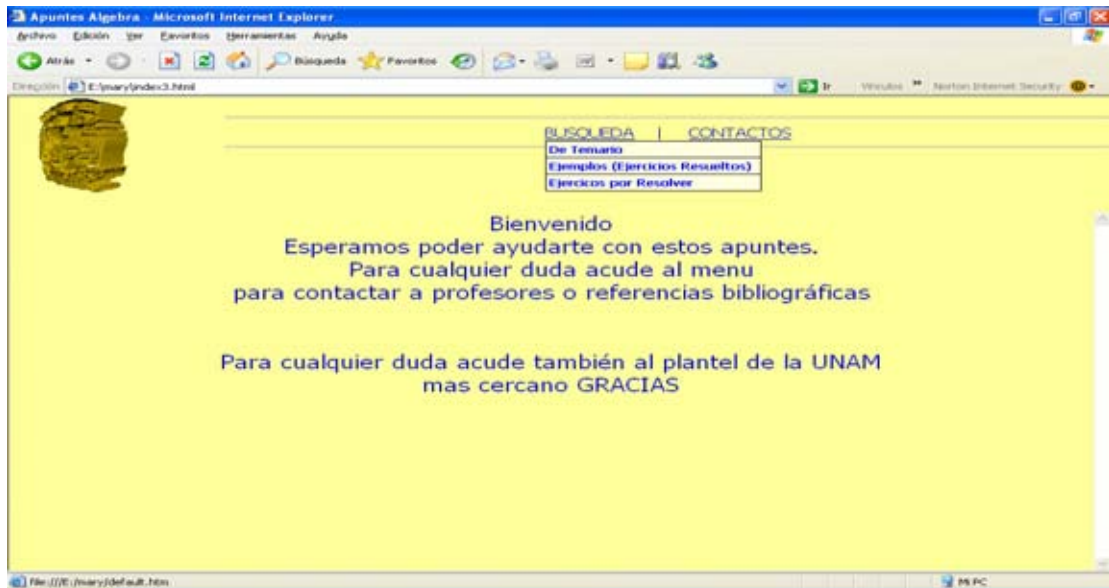 Apuntes Algebra - Microsoft Internet Explorer
Archivo Edición Ver Favoritos Herramientas Ayuda
Atrás Búsqueda Favoritos
Dirección E:\mary\index3.html Ir Vínculos » Norton Internet Security
BUSQUEDA | CONTACTOS
De Temario
Ejemplos (Ejercicios Resueltos)
Ejercicos por Resolver
Bienvenido
Esperamos poder ayudarte con estos apuntes.
Para cualquier duda acude al menu
para contactar a profesores o referencias bibliográficas
Para cualquier duda acude también al plantel de la UNAM
mas cercano GRACIAS
file:///E:/mary/default.htm Mi PC